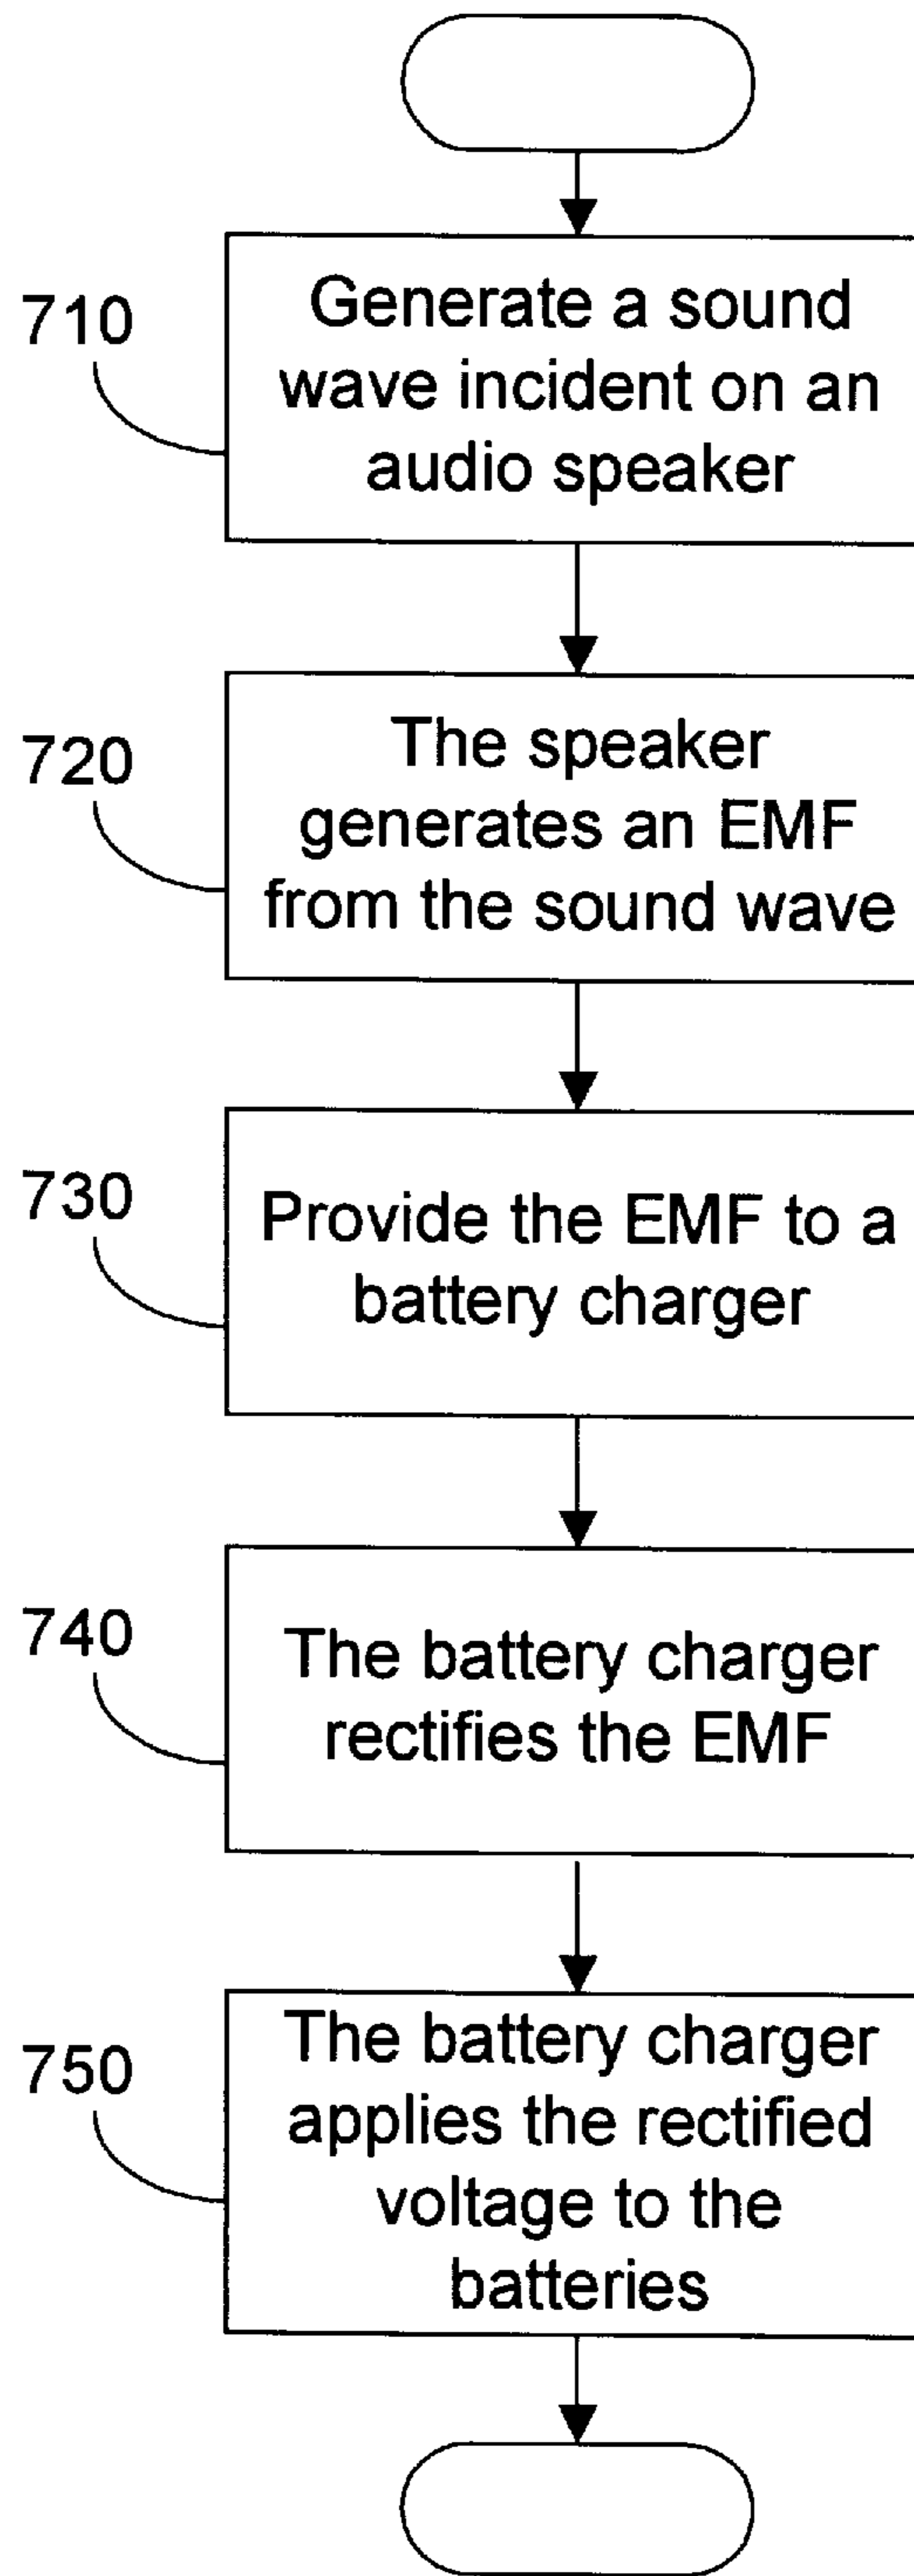 710
Generate a sound
wave incident on an
audio speaker
720
The speaker
generates an EMF
from the sound wave
730
Provide the EMF to a
battery charger
740
The battery charger
rectifies the EMF
750
The battery charger
applies the rectified
voltage to the
batteries